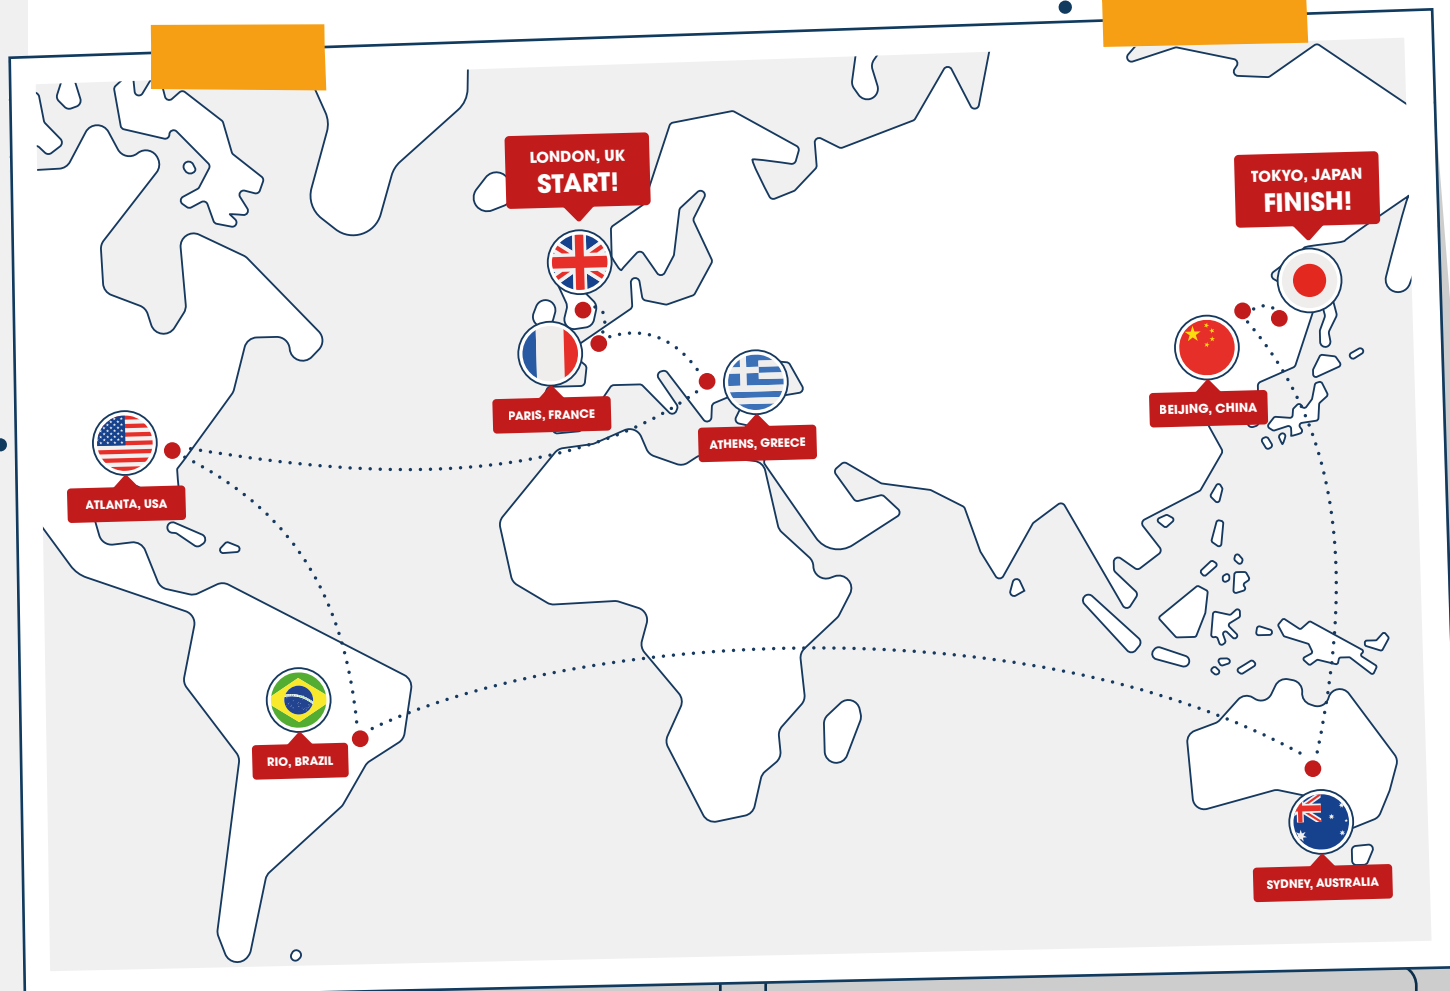 LONDON, UK
START!
TOKYO, JAPAN
FINISH!
PARIS, FRANCE
BEIJING, CHINA
ATHENS, GREECE
ATLANTA, USA
RIO, BRAZIL
SYDNEY, AUSTRALIA